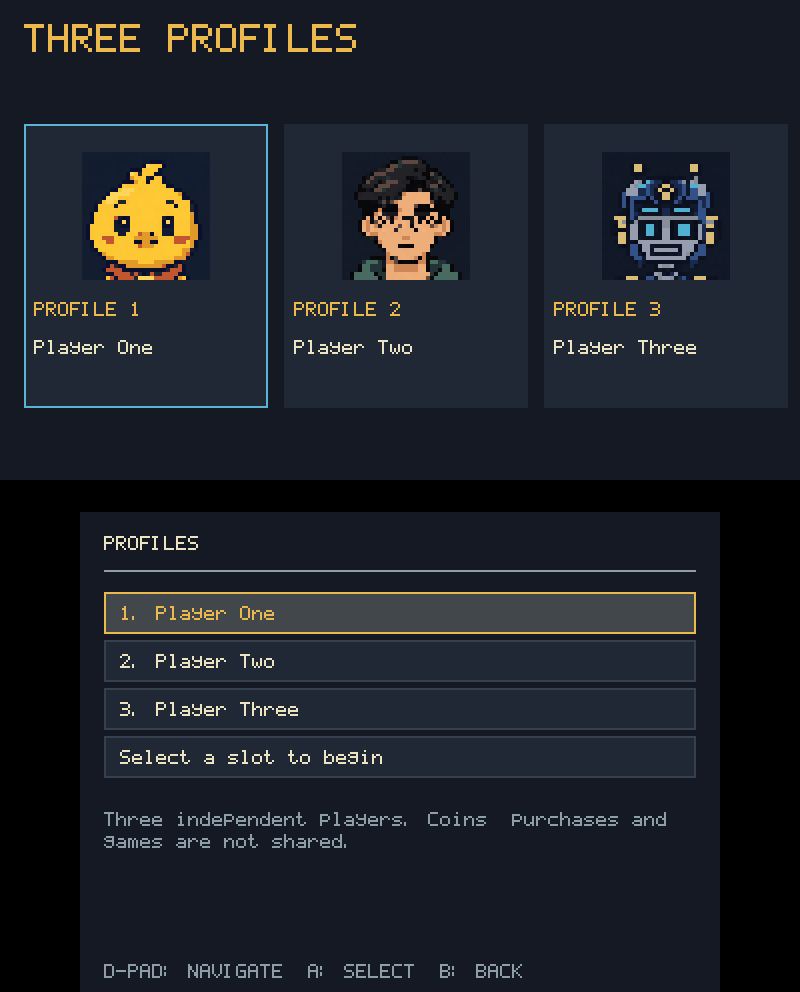 THREE PROFILES
PROFILE 1
Player One
PROFILE 2
Player Two
PROFILE 3
Player Three
PROFILES
1. Player One
2. Player Two
3. Player Three
Select a slot to begin
Three independent Players. Coins Purchases and
games are not shared.
D-PAD: NAVIGATE A: SELECT B: BACK